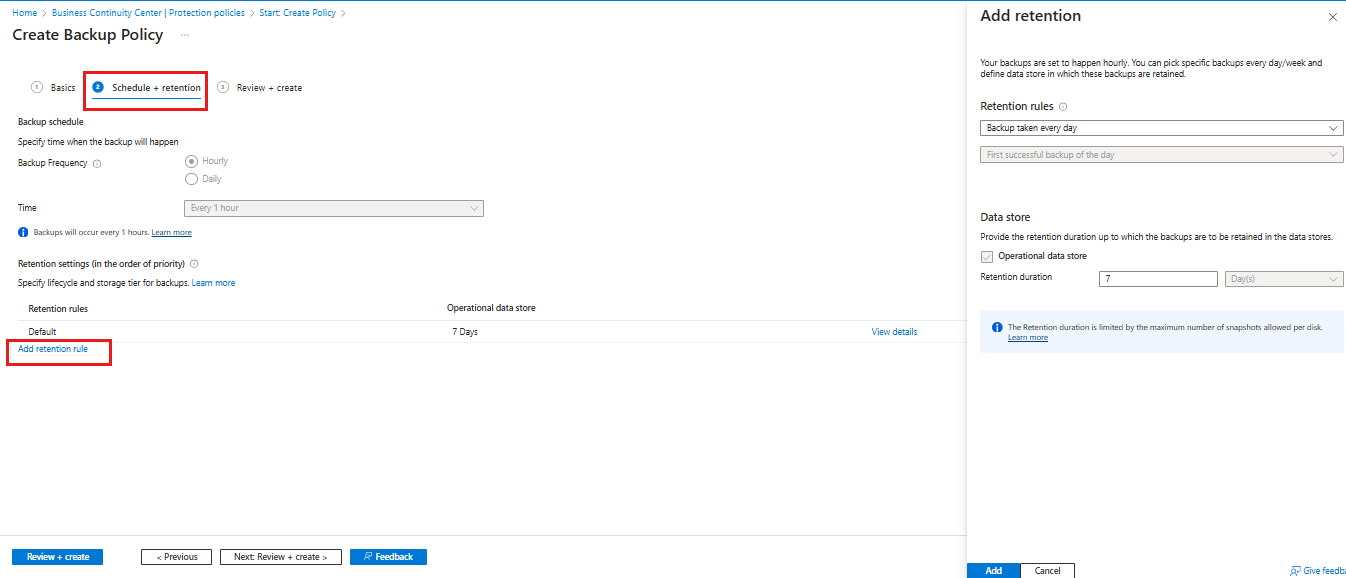 Home > Business Continuity Center | Protection policies > Start: Create Policy >
Create Backup Policy ...
1 Basics 2 Schedule + retention 3 Review + create
Backup schedule
Specify time when the backup will happen
Backup Frequency
Hourly
Daily
Time Every 1 hour
Backups will occur every 1 hours. Learn more
Retention settings (in the order of priority)
Specify lifecycle and storage tier for backups. Learn more
Retention rules Operational data store
Default 7 Days View details
Add retention rule
Review + create < Previous Next: Review + create > Feedback
Add retention
Your backups are set to happen hourly. You can pick specific backups every day/week and
define data store in which these backups are retained.
Retention rules
Backup taken every day
First successful backup of the day
Data store
Provide the retention duration up to which the backups are to be retained in the data stores.
Operational data store
Retention duration 7 Day(s)
The Retention duration is limited by the maximum number of snapshots allowed per disk.
Learn more
Add Cancel Give feedba